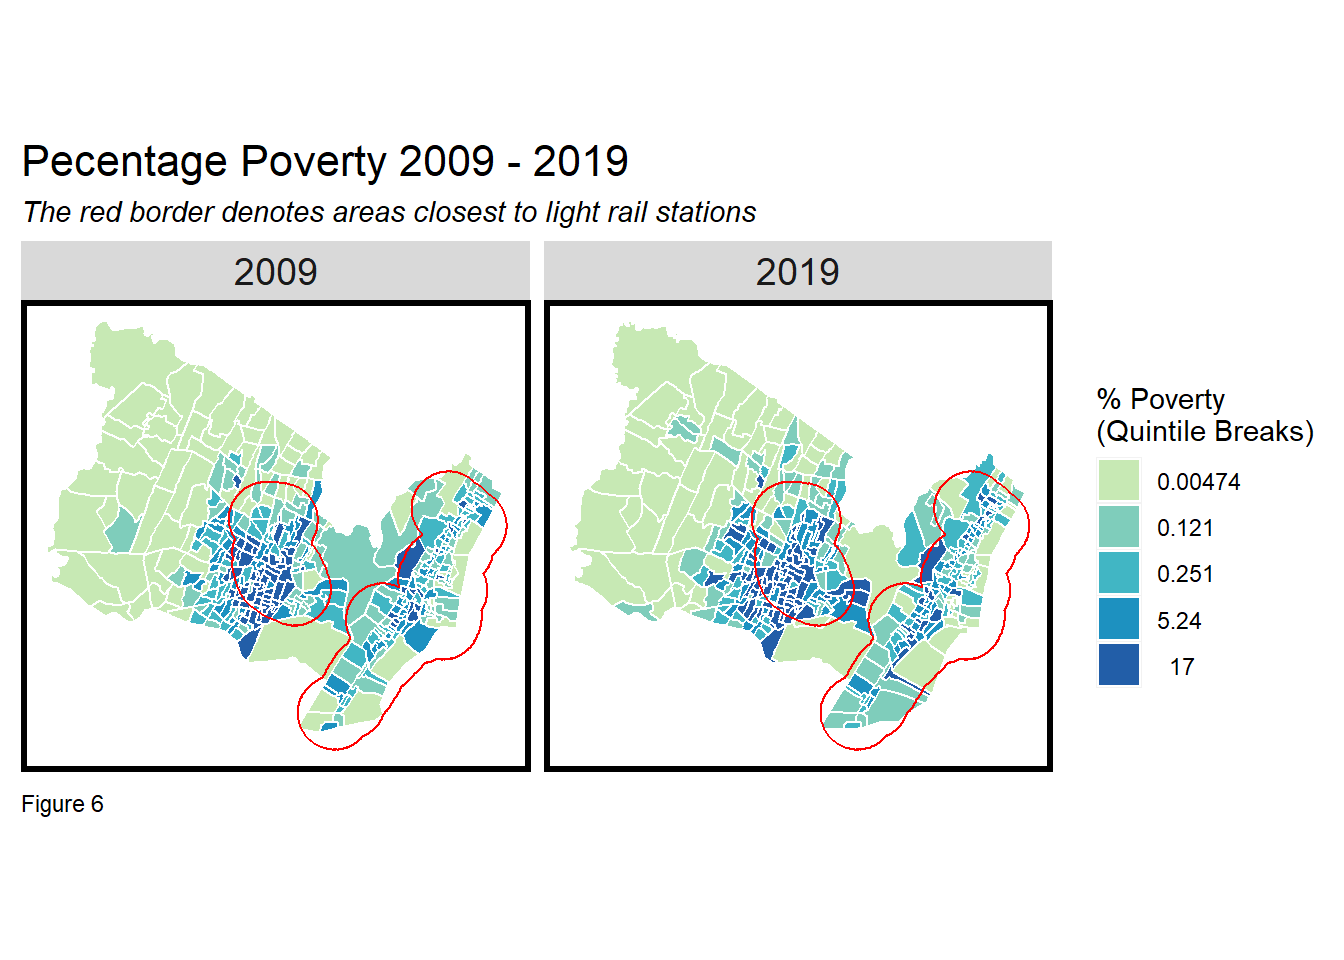 Pecentage Poverty 2009 - 2019
The red border denotes areas closest to light rail stations
2009
2019
% Poverty
(Quintile Breaks)
0.00474
0.121
0.251
5.24
17
Figure 6